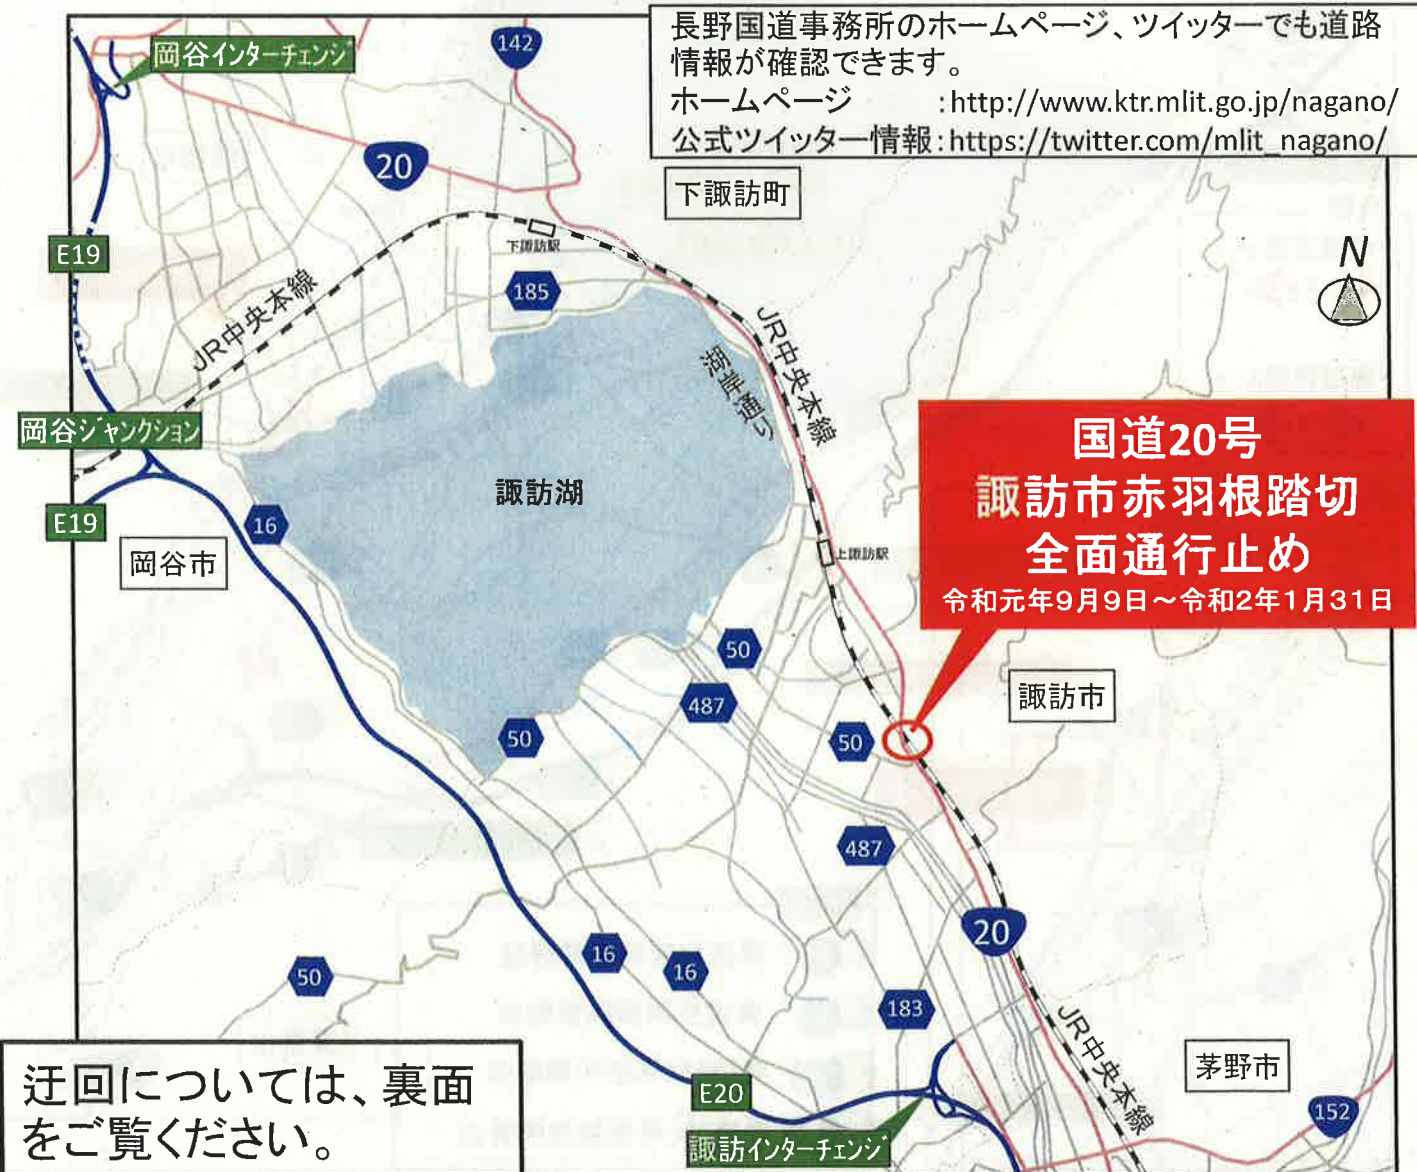 長野国道事務所のホームページ、ツイッターでも道路
情報が確認できます。
ホームページ　　　:http://www.ktr.mlit.go.jp/nagano/
公式ツイッター情報:https://twitter.com/mlit_nagano/
岡谷インターチェンジ
142
20
下諏訪町
下諏訪駅
E19
N
185
JR中央本線
JR中央本線
湖岸通り
岡谷ジャンクション
国道20号
諏訪市赤羽根踏切
全面通行止め
令和元年9月9日～令和2年1月31日
諏訪湖
E19
16
岡谷市
上諏訪駅
50
諏訪市
487
50
50
487
20
16
16
50
183
JR中央本線
茅野市
迂回については、裏面
をご覧ください。
E20
152
諏訪インターチェンジ